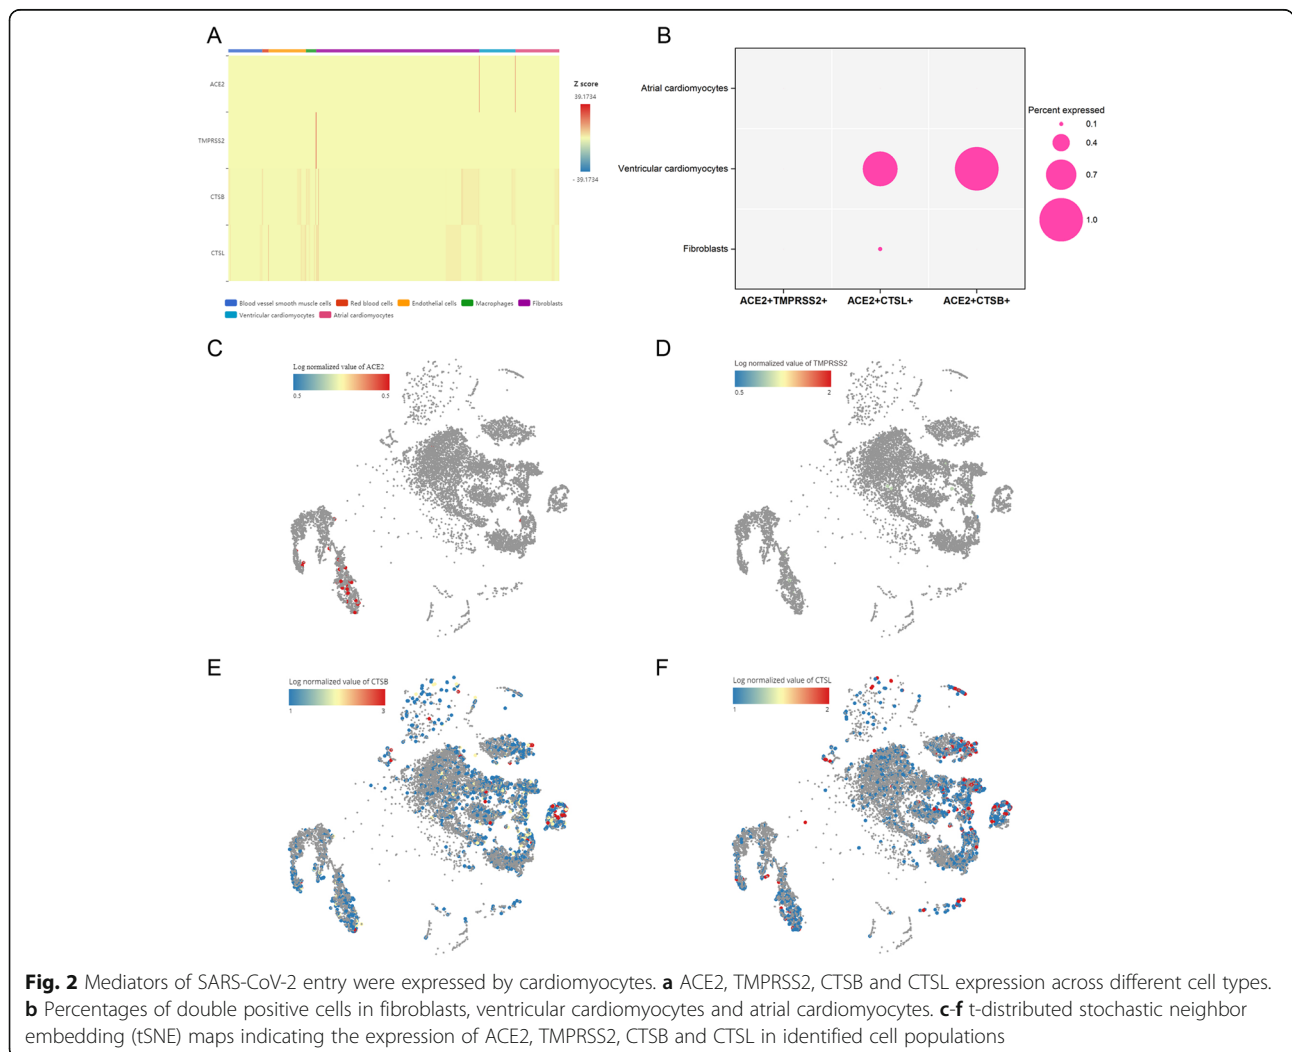 A
Z score
39.1734
- 39.1734
ACE2
TMPRSS2
CTSB
CTSL
Blood vessel smooth muscle cells Red blood cells Endothelial cells Macrophages Fibroblasts
Ventricular cardiomyocytes Atrial cardiomyocytes
B
Atrial cardiomyocytes
Ventricular cardiomyocytes
Fibroblasts
ACE2+TMPRSS2+ ACE2+CTSL+ ACE2+CTSB+
Percent expressed
0.1
0.4
0.7
1.0
C
Log normalized value of ACE2
0.3 0.5
D
Log normalized value of TMPRSS2
0.5 2
E
Log normalized value of CTSB
1 3
F
Log normalized value of CTSL
1 2
Fig. 2 Mediators of SARS-CoV-2 entry were expressed by cardiomyocytes. a ACE2, TMPRSS2, CTSB and CTSL expression across different cell types.
b Percentages of double positive cells in fibroblasts, ventricular cardiomyocytes and atrial cardiomyocytes. c-f t-distributed stochastic neighbor
embedding (tSNE) maps indicating the expression of ACE2, TMPRSS2, CTSB and CTSL in identified cell populations